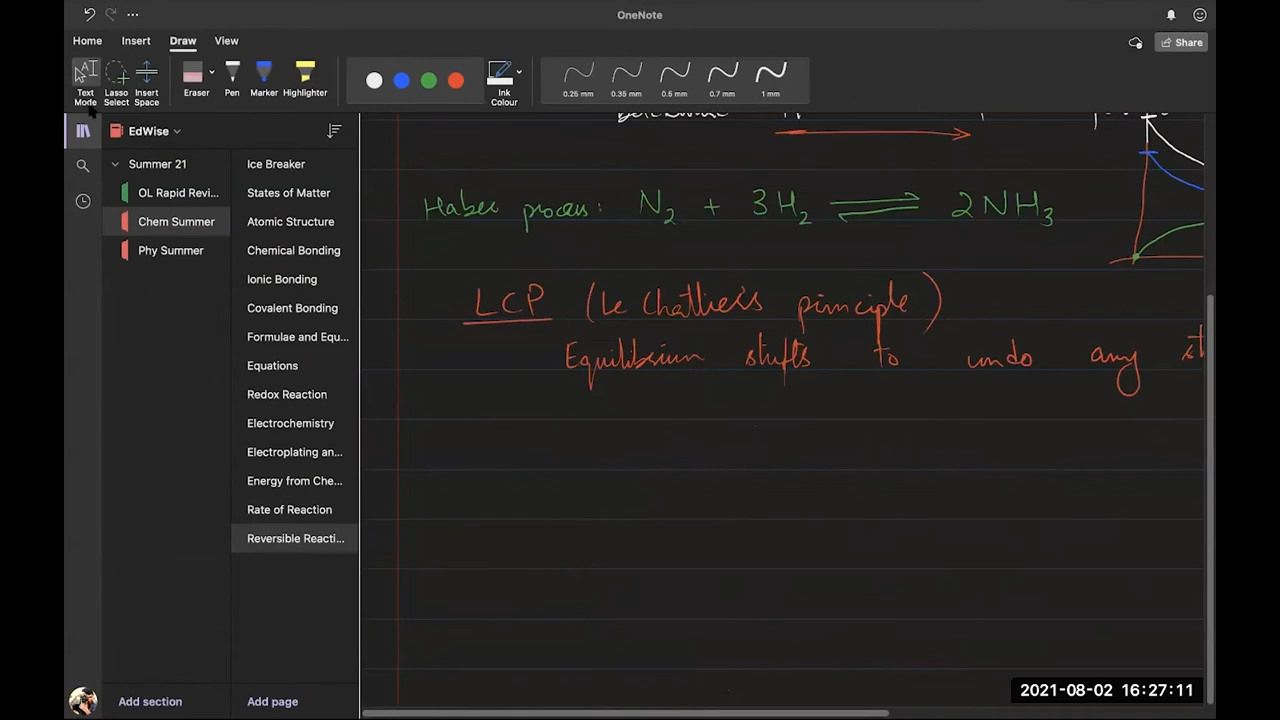 OneNote
Home Insert Draw View
Share
Text Mode
Lasso Select
Insert Space
Eraser
Pen
Marker
Highlighter
Ink Colour
0.25 mm 0.35 mm 0.5 mm 0.7 mm 1 mm
EdWise
Summer 21
OL Rapid Revi...
Chem Summer
Phy Summer
Ice Breaker
States of Matter
Atomic Structure
Chemical Bonding
Ionic Bonding
Covalent Bonding
Formulae and Equ...
Equations
Redox Reaction
Electrochemistry
Electroplating an...
Energy from Che...
Rate of Reaction
Reversible Reacti...
Add section
Add page
Haber process: N₂ + 3H₂ ⇌ 2NH₃
LCP (Le Chatlier's principle)
Equilibrium shifts to undo any
2021-08-02 16:27:11